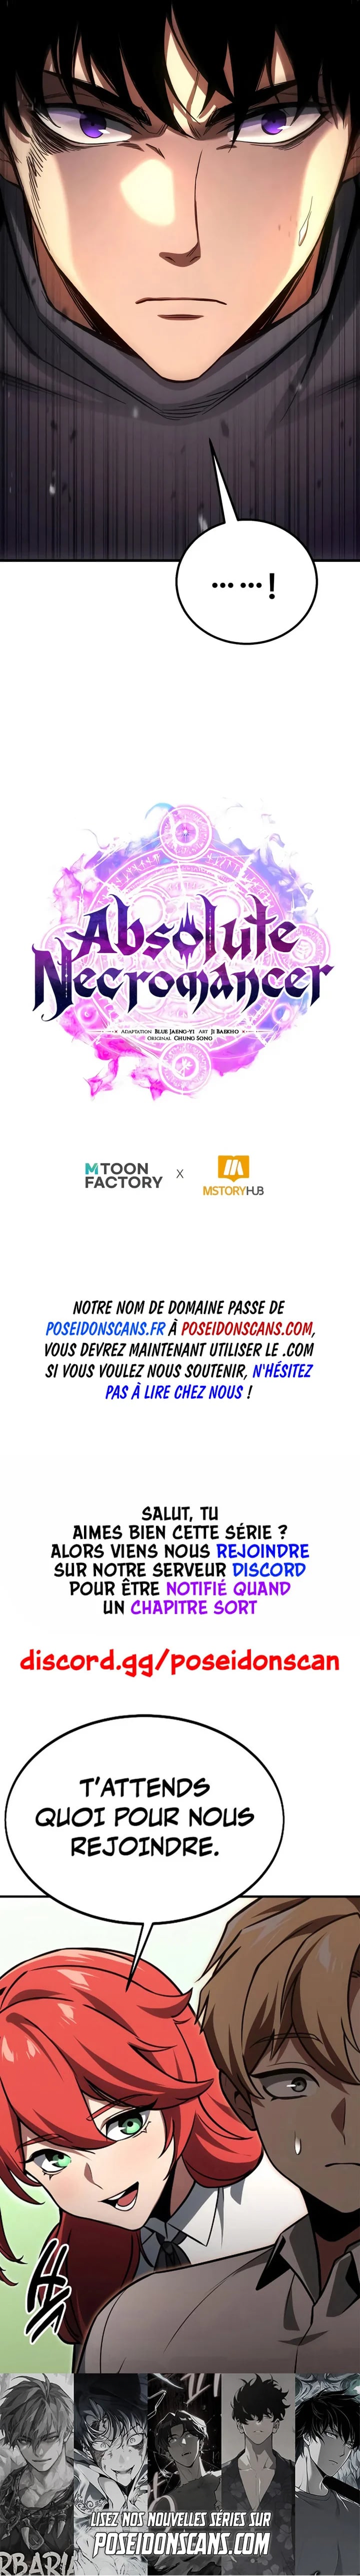 ... ... !
Absolute
Necromancer
ADAPTATION BLUE JAENG-YI ART JI BAEKHO
ORIGINAL CHUNG SONG
MTOON
FACTORY
X
MSTORYHUB
NOTRE NOM DE DOMAINE PASSE DE
POSEIDONSCANS.FR À POSEIDONSCANS.COM,
VOUS DEVREZ MAINTENANT UTILISER LE .COM
SI VOUS VOULEZ NOUS SOUTENIR, N'HÉSITEZ
PAS À LIRE CHEZ NOUS !
SALUT, TU
AIMES BIEN CETTE SÉRIE ?
ALORS VIENS NOUS REJOINDRE
SUR NOTRE SERVEUR DISCORD
POUR ÊTRE NOTIFIÉ QUAND
UN CHAPITRE SORT
discord.gg/poseidonscan
T'ATTENDS
QUOI POUR NOUS
REJOINDRE.
LISEZ NOS NOUVELLES SÉRIES SUR
POSEIDONSCANS.COM